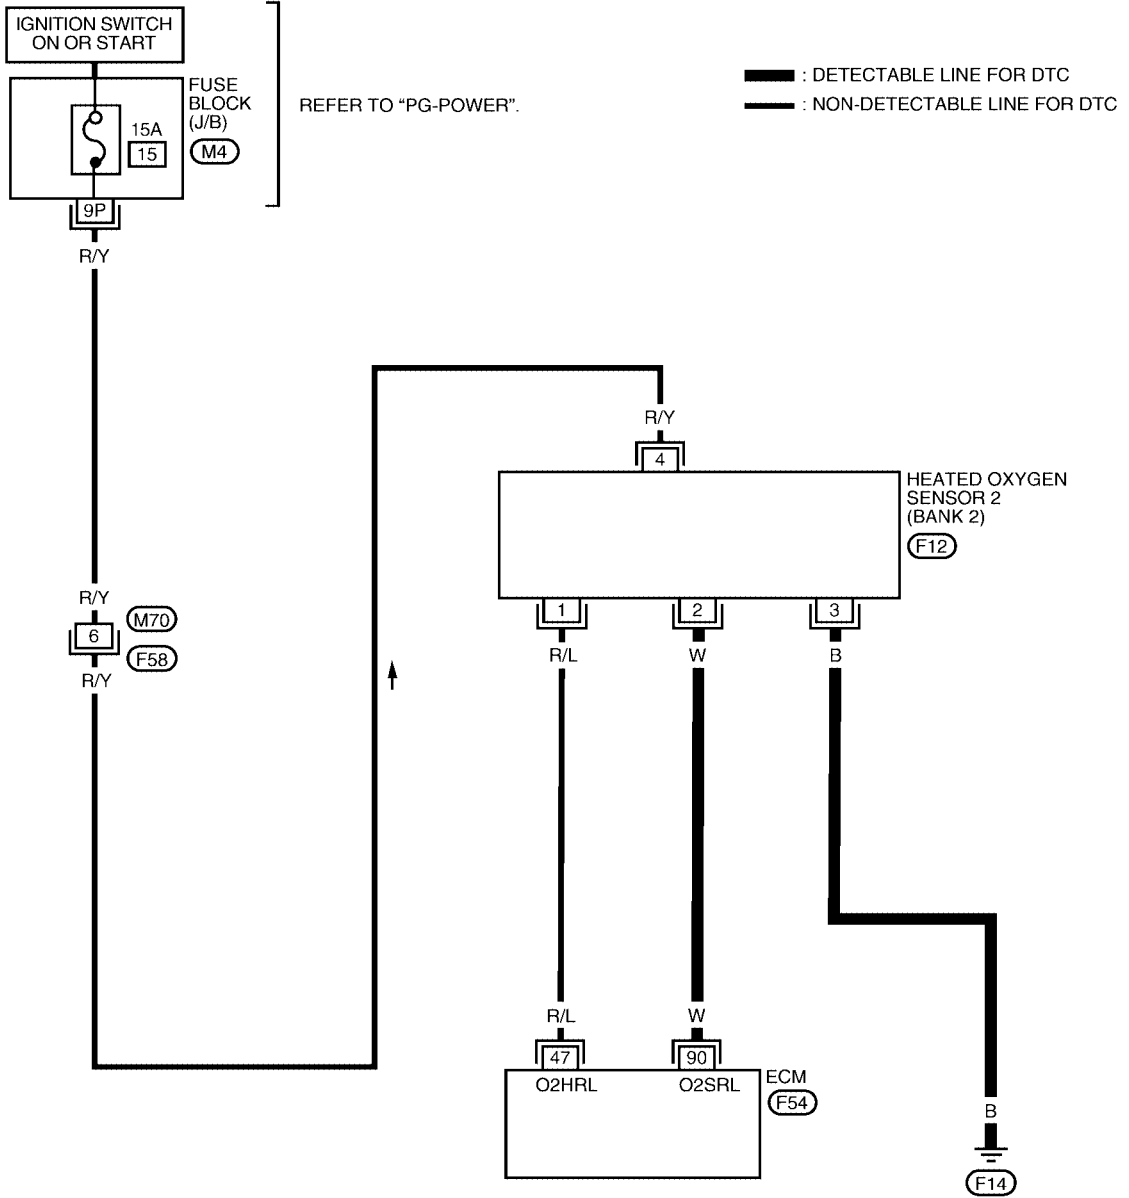 IGNITION SWITCH
ON OR START
FUSE
BLOCK
(J/B)
M4
15A
15
9P
REFER TO “PG-POWER”.
: DETECTABLE LINE FOR DTC
: NON-DETECTABLE LINE FOR DTC
R/Y
R/Y
4
HEATED OXYGEN
SENSOR 2
(BANK 2)
F12
R/Y
M70
6
F58
R/Y
1
2
3
R/L
W
B
R/L
W
47
90
O2HRL
O2SRL
ECM
F54
B
F14